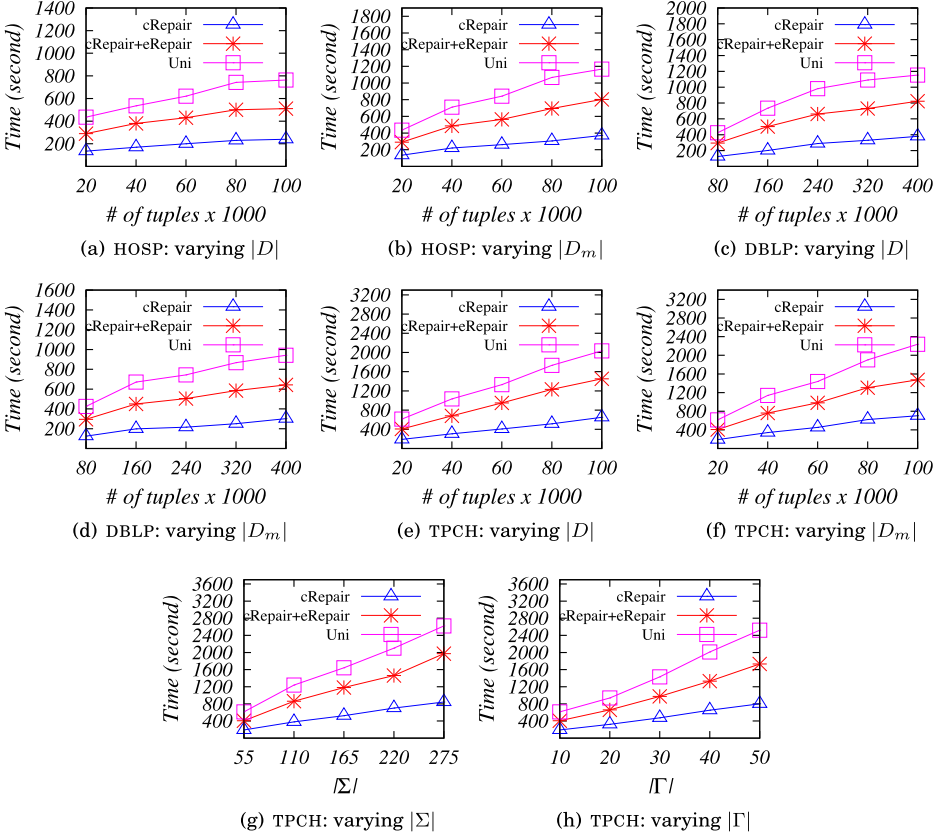 1400
1200
1000
800
600
400
200
Time (second)
cRepair
cRepair+eRepair
Uni
20 40 60 80 100
# of tuples x 1000
(a) HOSP: varying |D|
1800
1600
1400
1200
1000
800
600
400
200
Time (second)
cRepair
cRepair+eRepair
Uni
20 40 60 80 100
# of tuples x 1000
(b) HOSP: varying |D_m|
2000
1800
1600
1400
1200
1000
800
600
400
200
Time (second)
cRepair
cRepair+eRepair
Uni
80 160 240 320 400
# of tuples x 1000
(c) DBLP: varying |D|
1600
1400
1200
1000
800
600
400
200
Time (second)
cRepair
cRepair+eRepair
Uni
80 160 240 320 400
# of tuples x 1000
(d) DBLP: varying |D_m|
3200
2800
2400
2000
1600
1200
800
400
Time (second)
cRepair
cRepair+eRepair
Uni
20 40 60 80 100
# of tuples x 1000
(e) TPCH: varying |D|
3200
2800
2400
2000
1600
1200
800
400
Time (second)
cRepair
cRepair+eRepair
Uni
20 40 60 80 100
# of tuples x 1000
(f) TPCH: varying |D_m|
3600
3200
2800
2400
2000
1600
1200
800
400
Time (second)
cRepair
cRepair+eRepair
Uni
55 110 165 220 275
|Σ|
(g) TPCH: varying |Σ|
3600
3200
2800
2400
2000
1600
1200
800
400
Time (second)
cRepair
cRepair+eRepair
Uni
10 20 30 40 50
|Γ|
(h) TPCH: varying |Γ|